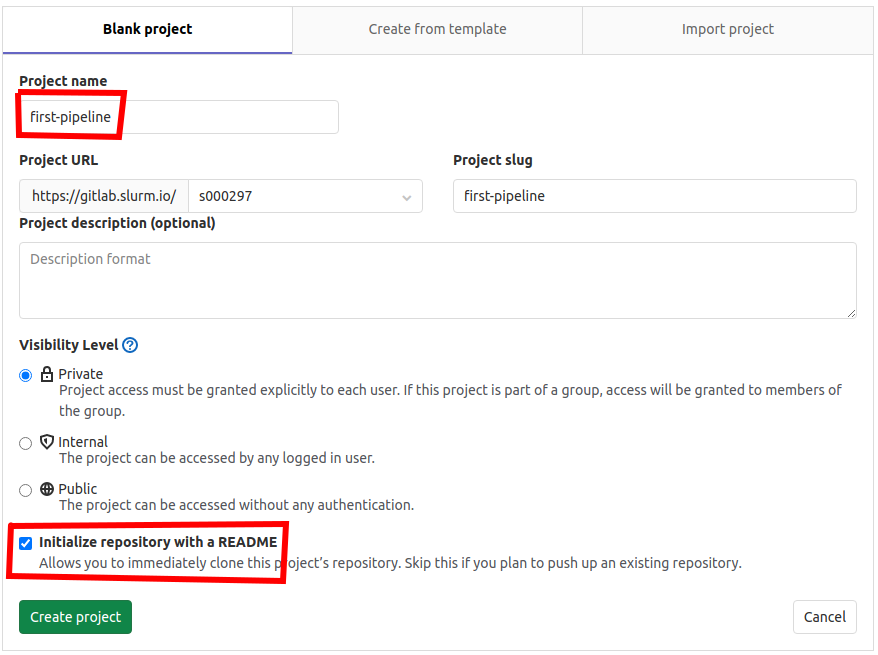 Blank project
Create from template
Import project
Project name
first-pipeline
Project URL
Project slug
https://gitlab.slurm.io/
s000297
first-pipeline
Project description (optional)
Description format
Visibility Level ?
Private
Project access must be granted explicitly to each user. If this project is part of a group, access will be granted to members of
the group.
Internal
The project can be accessed by any logged in user.
Public
The project can be accessed without any authentication.
Initialize repository with a README
Allows you to immediately clone this project's repository. Skip this if you plan to push up an existing repository.
Create project
Cancel